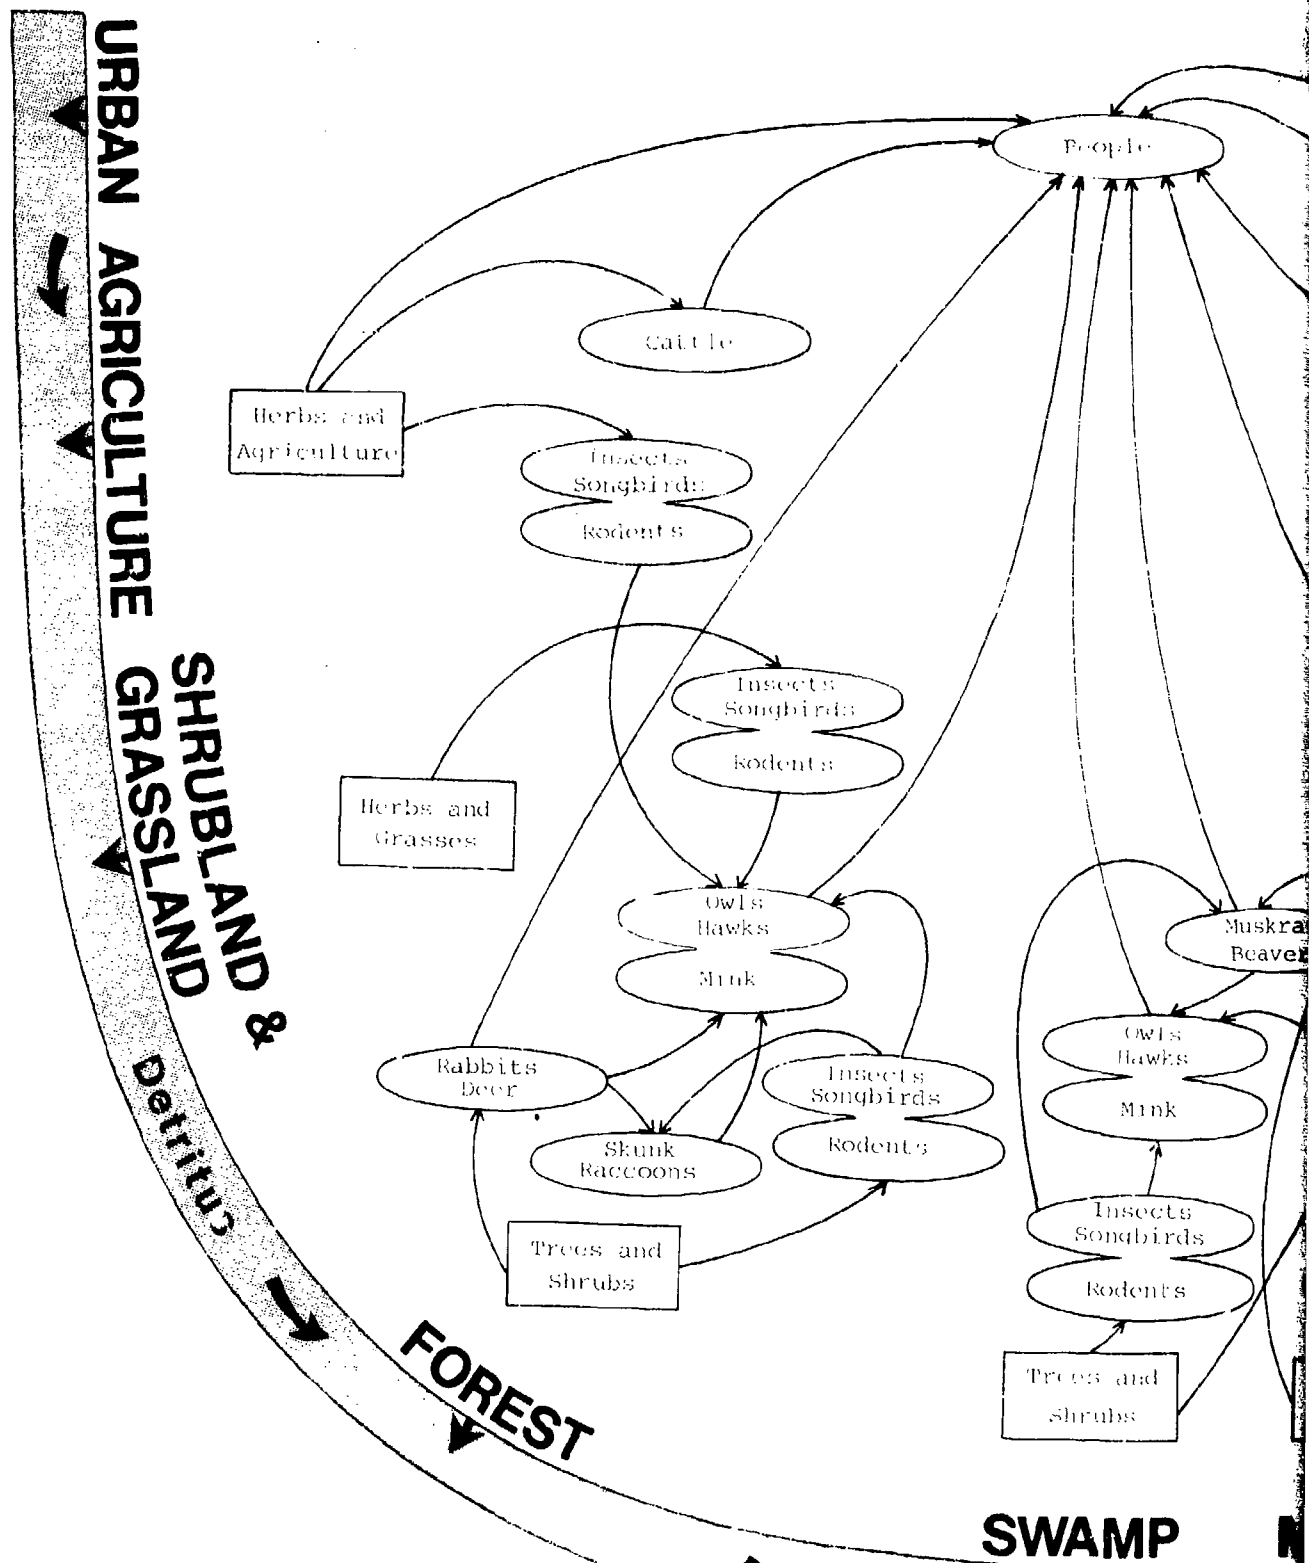 URBAN
AGRICULTURE
SHRUBLAND &
GRASSLAND
Detritus
FOREST
SWAMP
People
Cattle
Herbs and
Agriculture
Insects
Songbirds
Rodents
Insects
Songbirds
Rodents
Herbs and
Grasses
Owls
Hawks
Mink
Rabbits
Deer
Skunk
Raccoons
Insects
Songbirds
Rodents
Trees and
Shrubs
Muskra
Beaver
Owls
Hawks
Mink
Insects
Songbirds
Rodents
Trees and
Shrubs